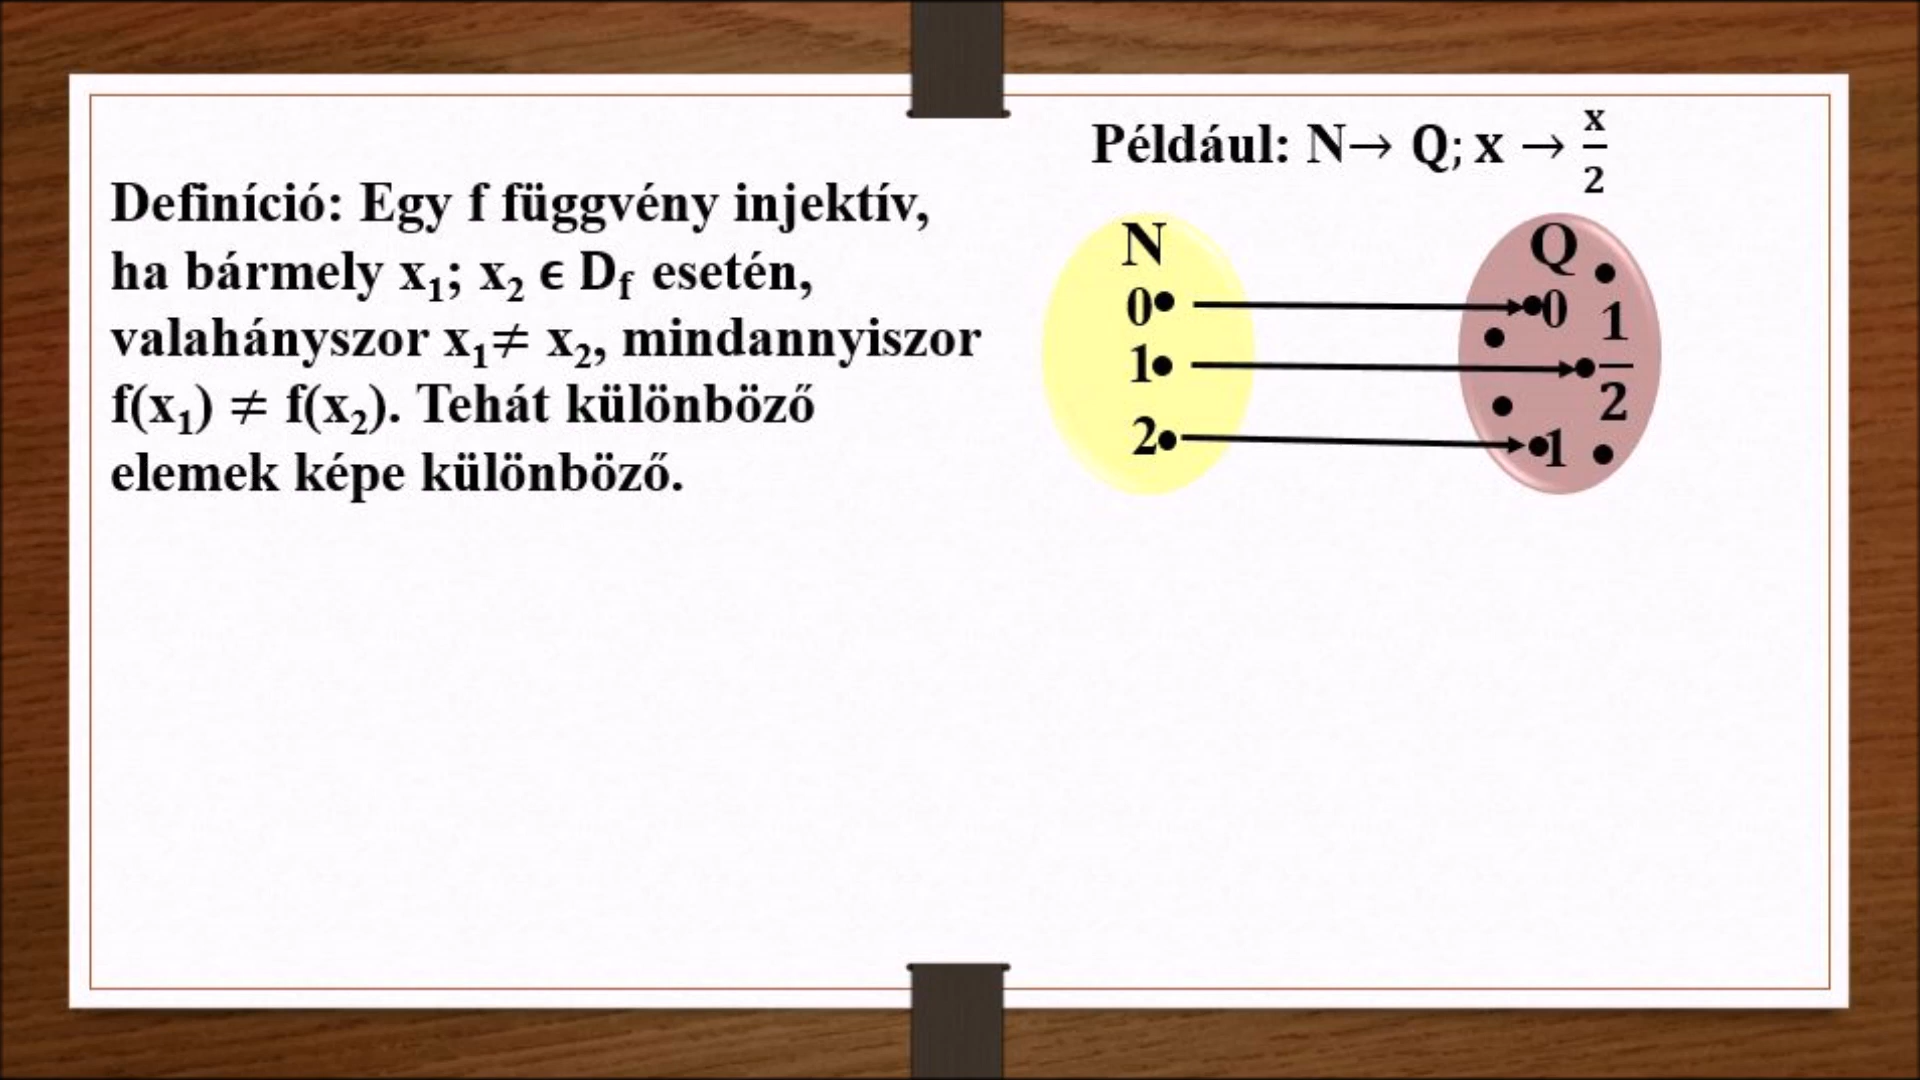 Definíció: Egy f függvény injektív,
ha bármely x₁; x₂ ϵ D_f esetén,
valahányszor x₁≠ x₂, mindannyiszor
f(x₁) ≠ f(x₂). Tehát különböző
elemek képe különböző.
Például: N→ Q; x → x/2
N
0
1
2
Q
0
1/2
1